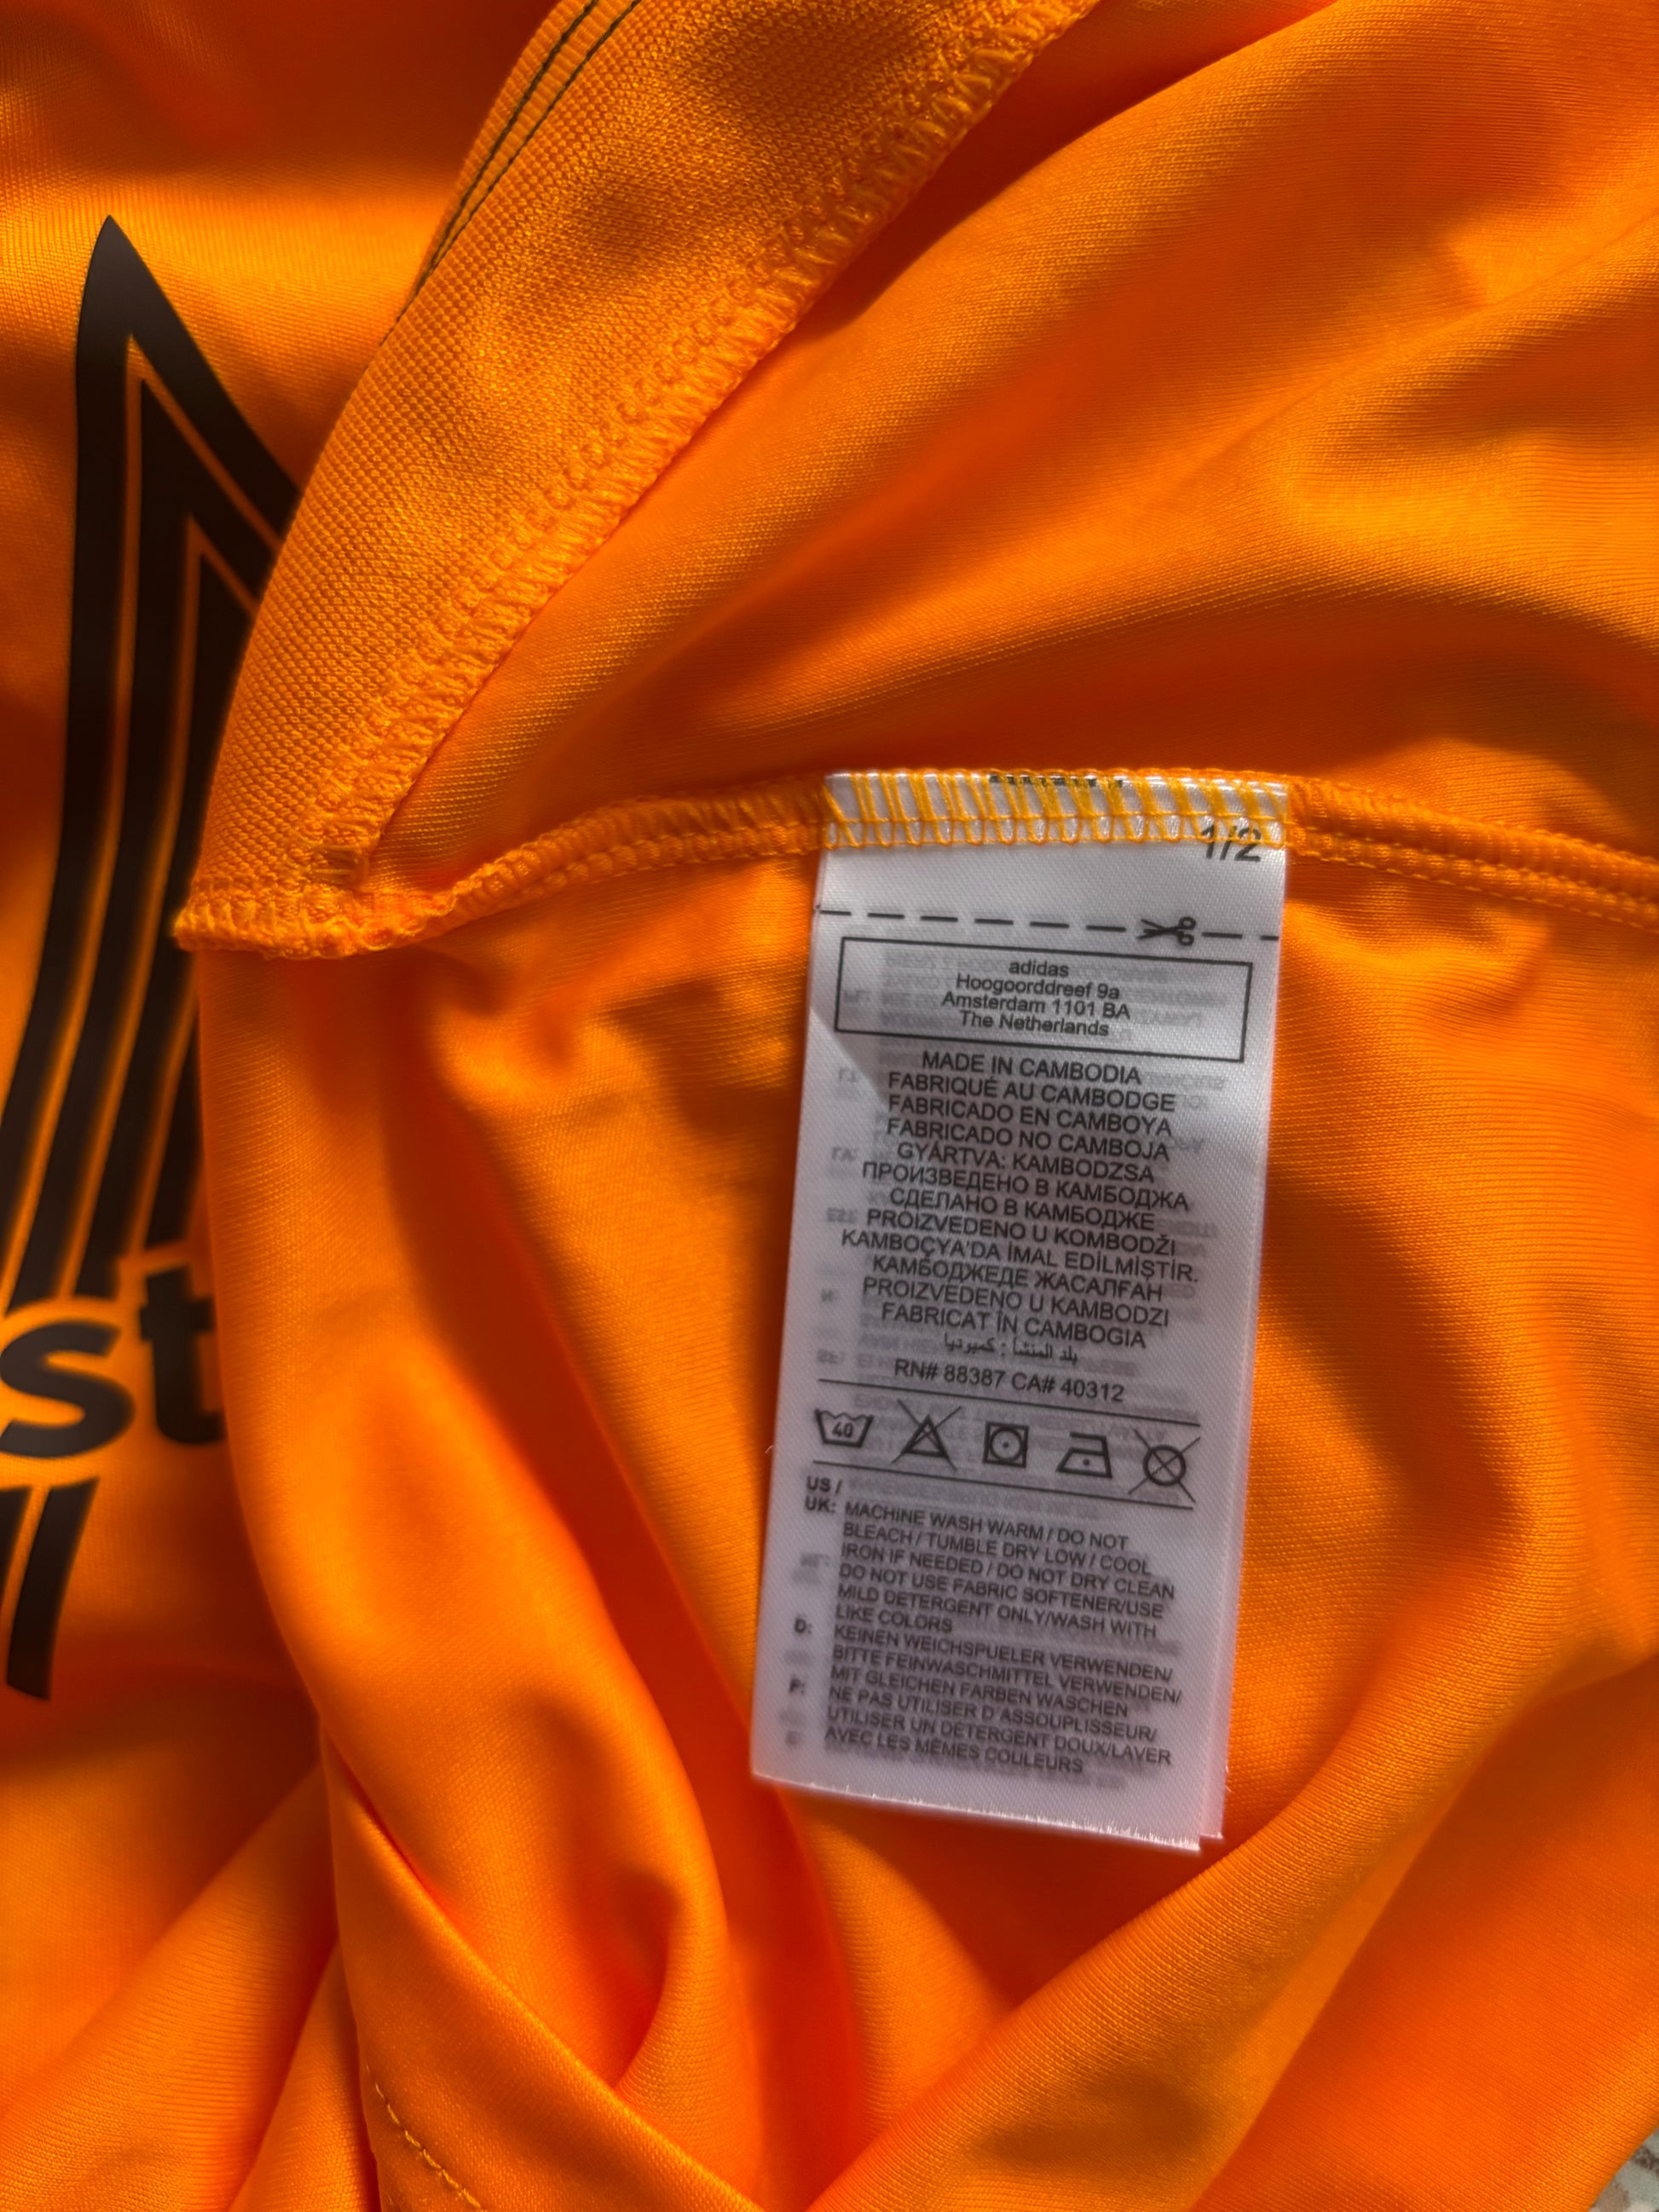 st
1/2
adidas
Hoogoorddreef 9a
Amsterdam 1101 BA
The Netherlands
MADE IN CAMBODIA
FABRIQUÉ AU CAMBODGE
FABRICADO EN CAMBOYA
FABRICADO NO CAMBOJA
GYÁRTVA: KAMBODZSA
ПРОИЗВЕДЕНО В КАМБОДЖА
СДЕЛАНО В КАМБОДЖЕ
PROIZVEDENO U KOMBODŽI
KAMBOÇYA'DA İMAL EDİLMİŞTİR.
КАМБОДЖЕДЕ ЖАСАЛҒАН
PROIZVEDENO U KAMBODZI
FABRICAT ÎN CAMBOGIA
بلد المنشأ : كمبوديا
RN# 88387 CA# 40312
40
US /
UK: MACHINE WASH WARM / DO NOT
BLEACH / TUMBLE DRY LOW / COOL
IRON IF NEEDED / DO NOT DRY CLEAN
DO NOT USE FABRIC SOFTENER/USE
MILD DETERGENT ONLY/WASH WITH
LIKE COLORS
D: KEINEN WEICHSPUELER VERWENDEN/
BITTE FEINWASCHMITTEL VERWENDEN/
MIT GLEICHEN FARBEN WASCHEN
NE PAS UTILISER D'ASSOUPLISSEUR/
UTILISER UN DETERGENT DOUX/LAVER
AVEC LES MEMES COULEURS